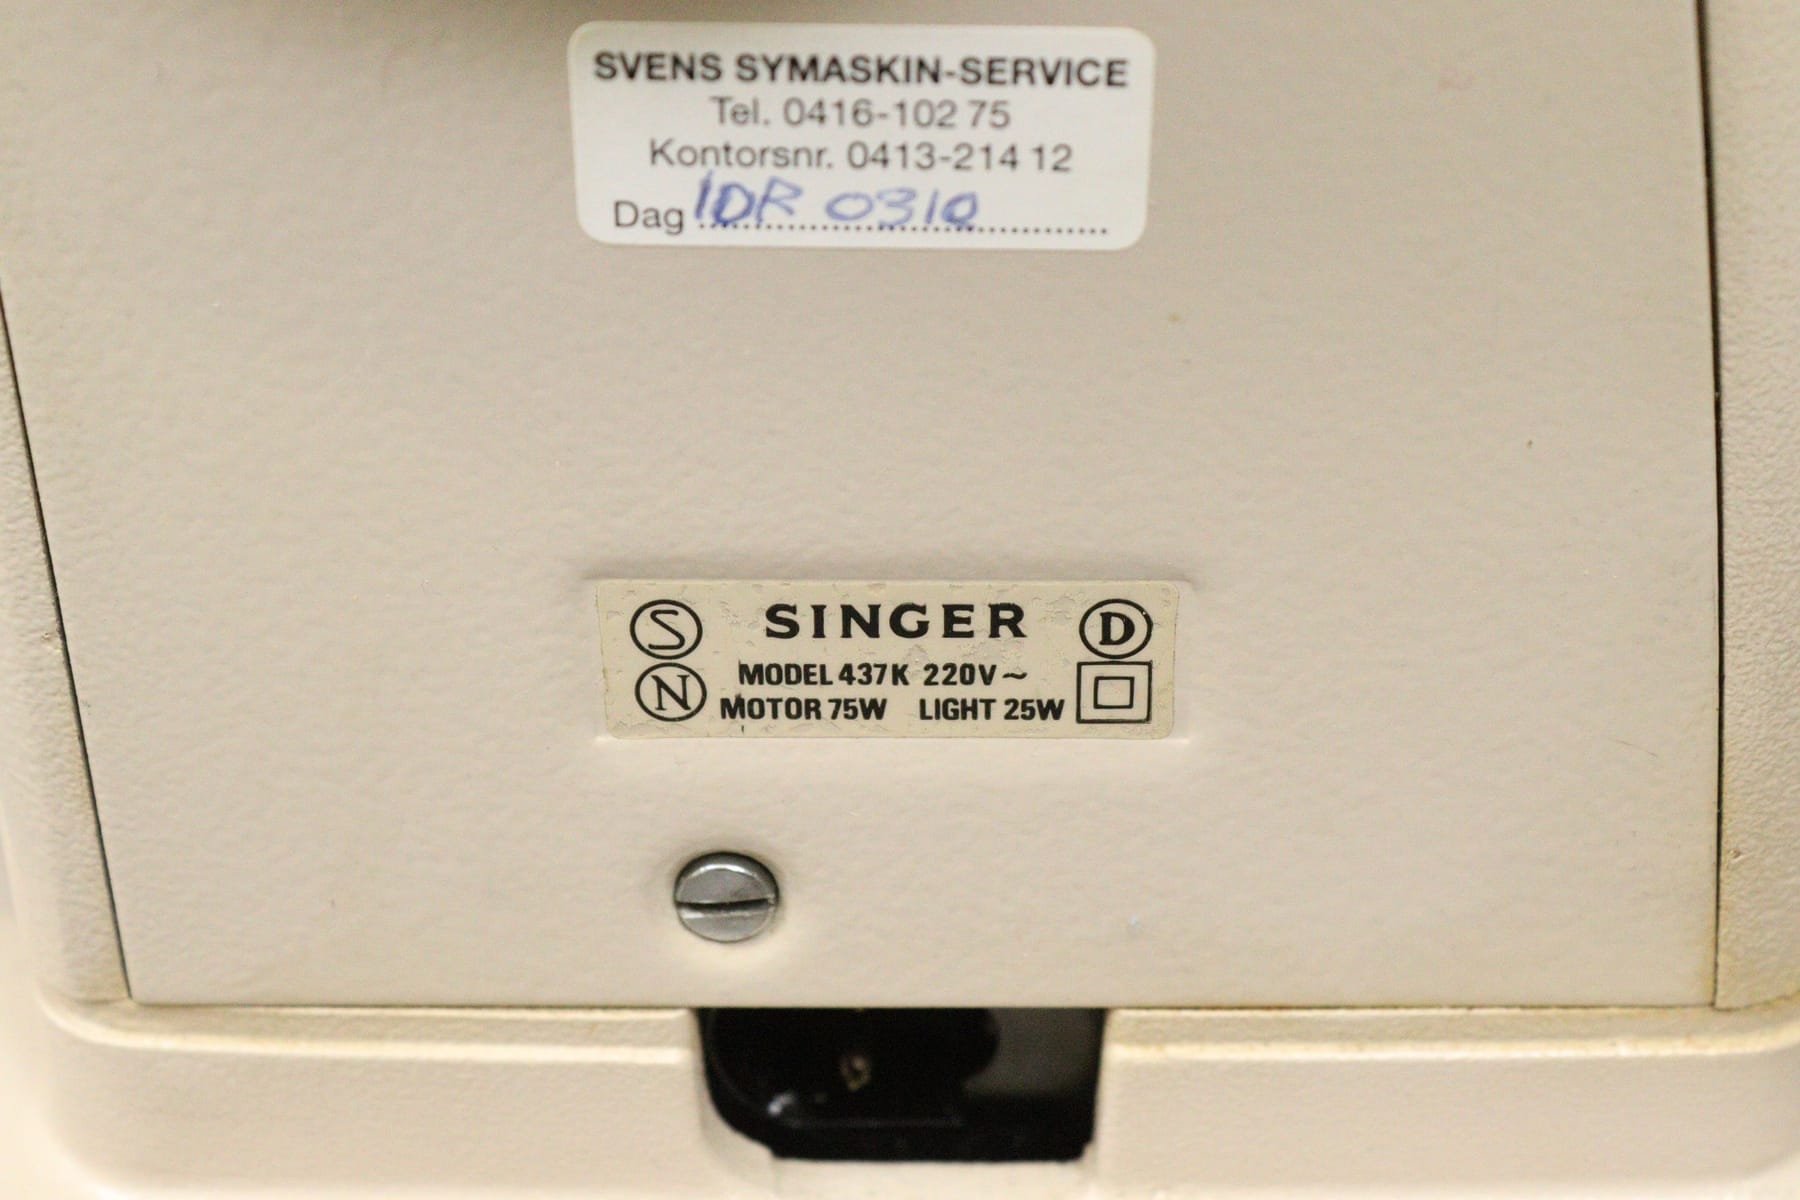 SVENS SYMASKIN-SERVICE
Tel. 0416-102 75
Kontorsnr. 0413-214 12
Dag IDR 0310
S SINGER D
N MODEL 437K 220V~
MOTOR 75W LIGHT 25W